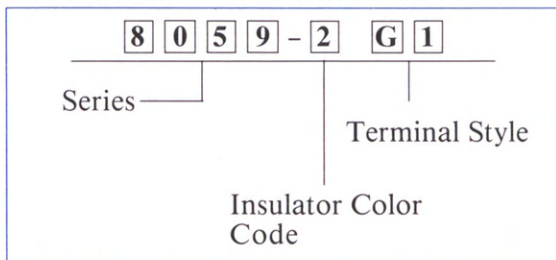 8059-2 G1
Series
Terminal Style
Insulator Color
Code